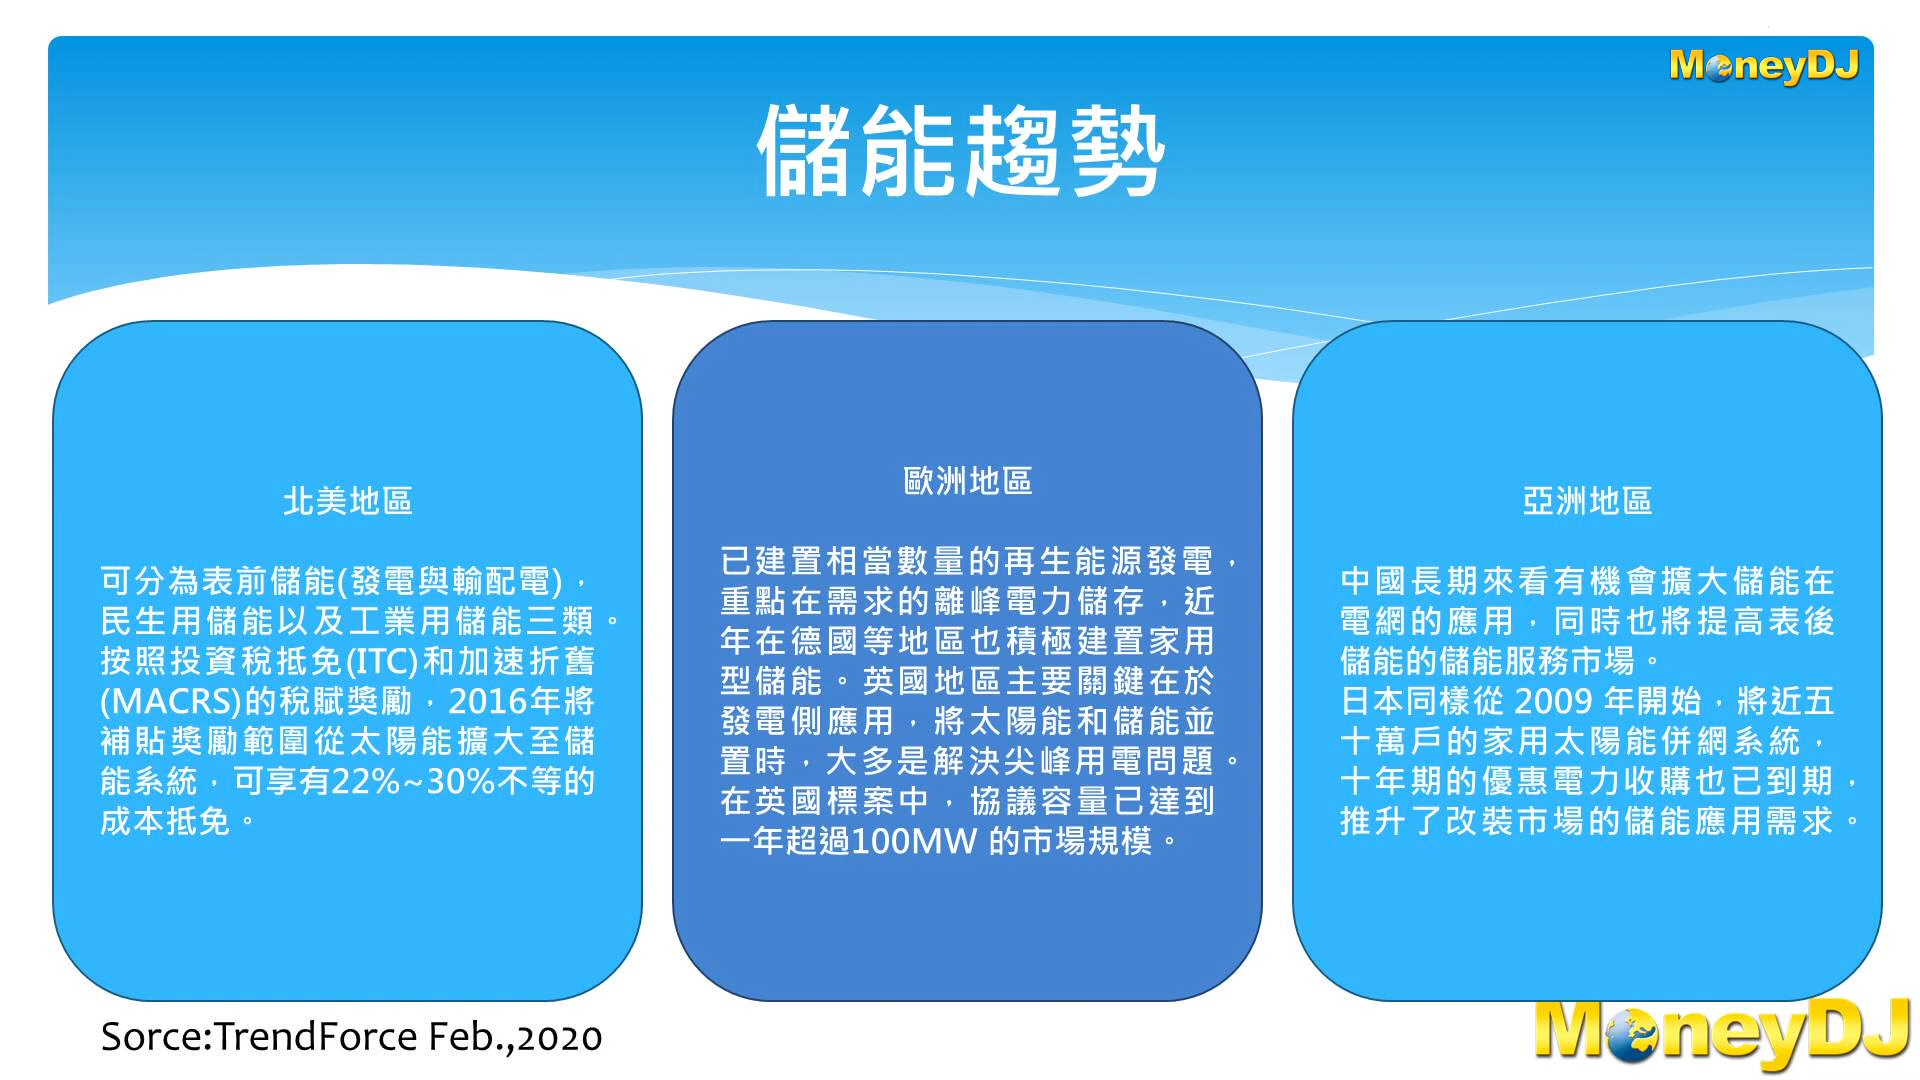 MoneyDJ
儲能趨勢
北美地區
可分為表前儲能(發電與輸配電)，
民生用儲能以及工業用儲能三類。
按照投資稅抵免(ITC)和加速折舊
(MACRS)的稅賦獎勵，2016年將
補貼獎勵範圍從太陽能擴大至儲
能系統，可享有22%~30%不等的
成本抵免。
歐洲地區
已建置相當數量的再生能源發電，
重點在需求的離峰電力儲存，近
年在德國等地區也積極建置家用
型儲能。英國地區主要關鍵在於
發電側應用，將太陽能和儲能並
置時，大多是解決尖峰用電問題。
在英國標案中，協議容量已達到
一年超過100MW 的市場規模。
亞洲地區
中國長期來看有機會擴大儲能在
電網的應用，同時也將提高表後
儲能的儲能服務市場。
日本同樣從 2009 年開始，將近五
十萬戶的家用太陽能併網系統，
十年期的優惠電力收購也已到期，
推升了改裝市場的儲能應用需求。
Sorce:TrendForce Feb.,2020
MoneyDJ